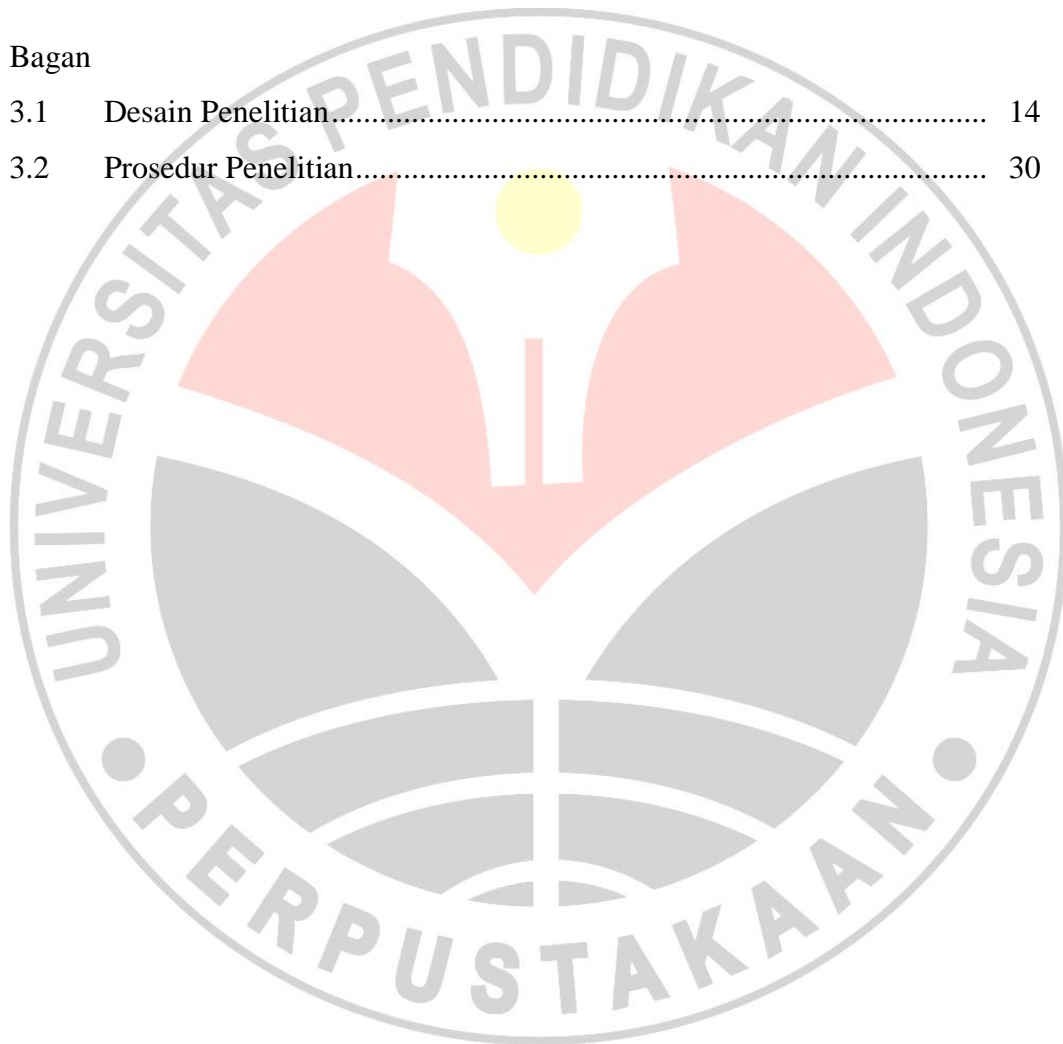 Bagan
3.1 Desain Penelitian............................................................................... 14
3.2 Prosedur Penelitian............................................................................ 30
UNIVERSITAS PENDIDIKAN INDONESIA
PERPUSTAKAAN